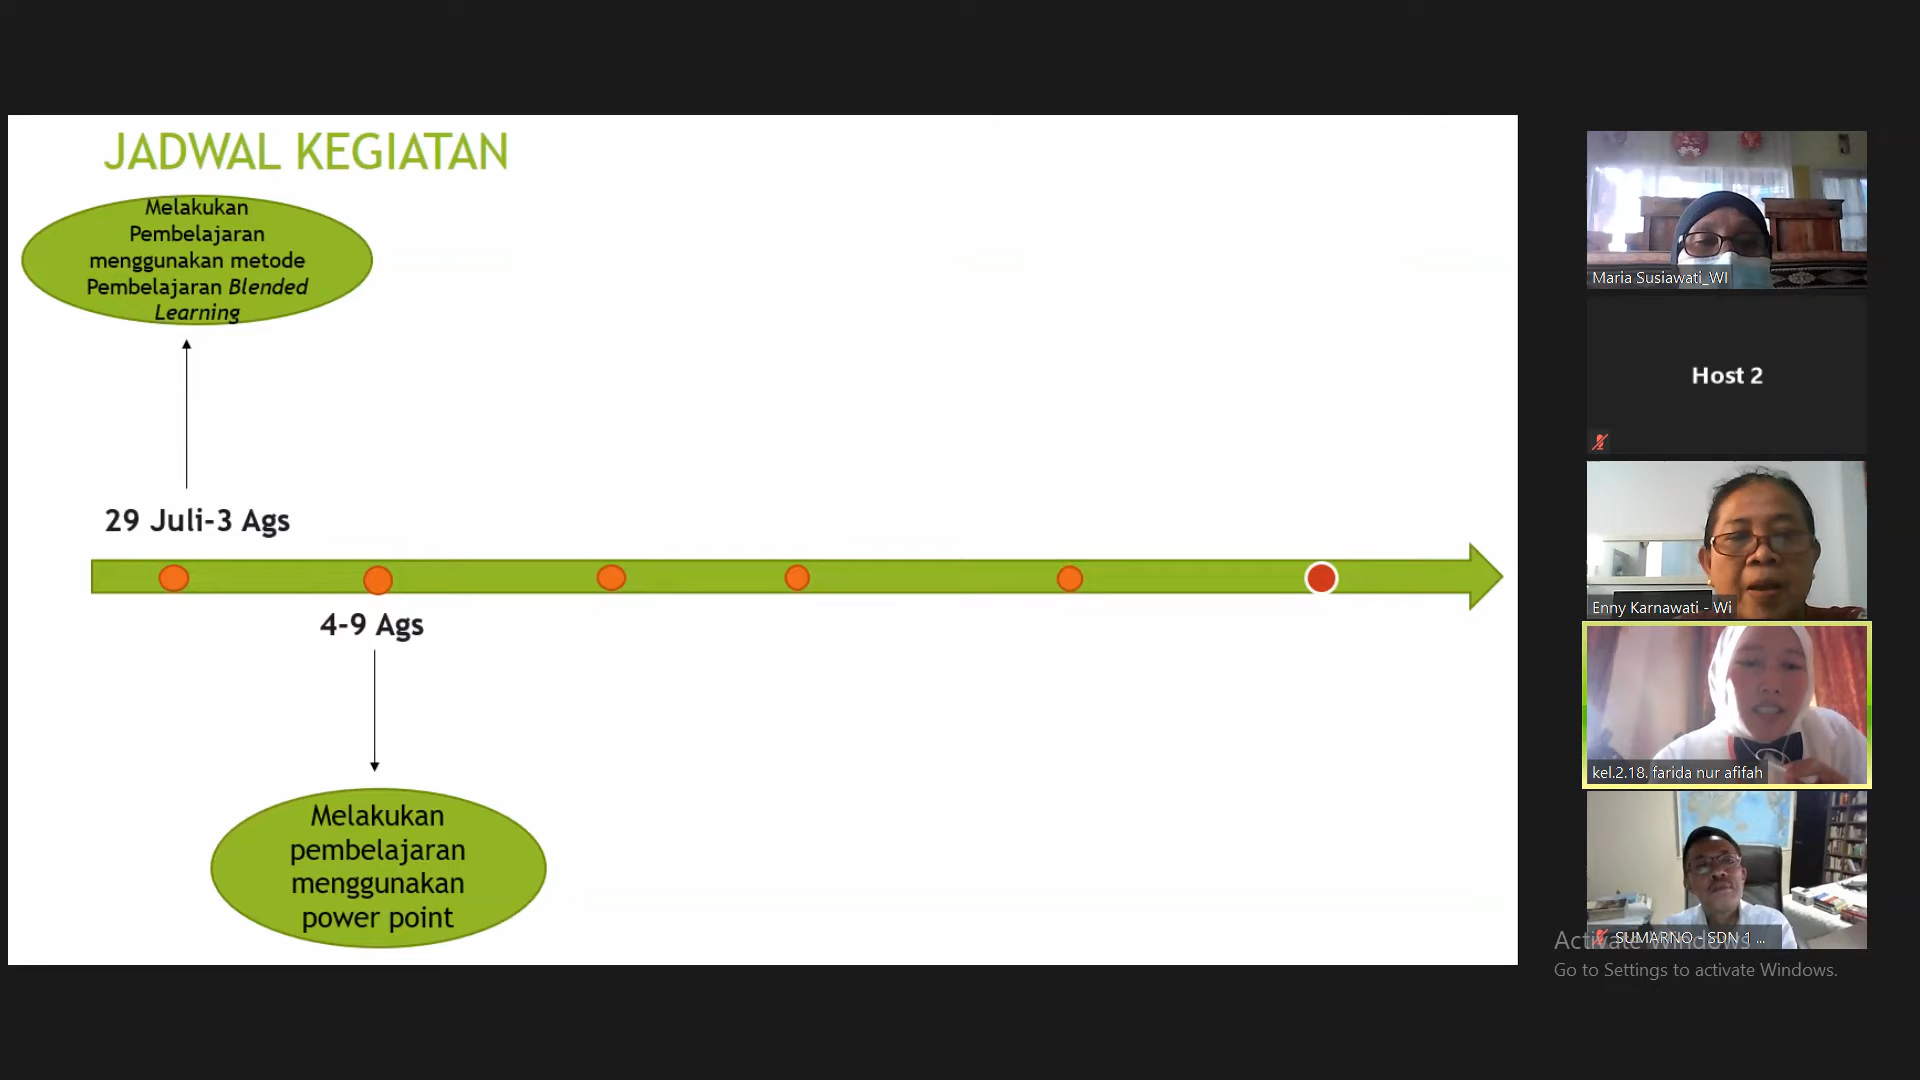 JADWAL KEGIATAN
Melakukan
Pembelajaran
menggunakan metode
Pembelajaran Blended
Learning
29 Juli-3 Ags
4-9 Ags
Melakukan
pembelajaran
menggunakan
power point
Maria Susiawati_WI
Host 2
Enny Karnawati - Wi
kel.2.18. farida nur afifah
SUMARNO - SDN 1 ...
Activate Windows
Go to Settings to activate Windows.